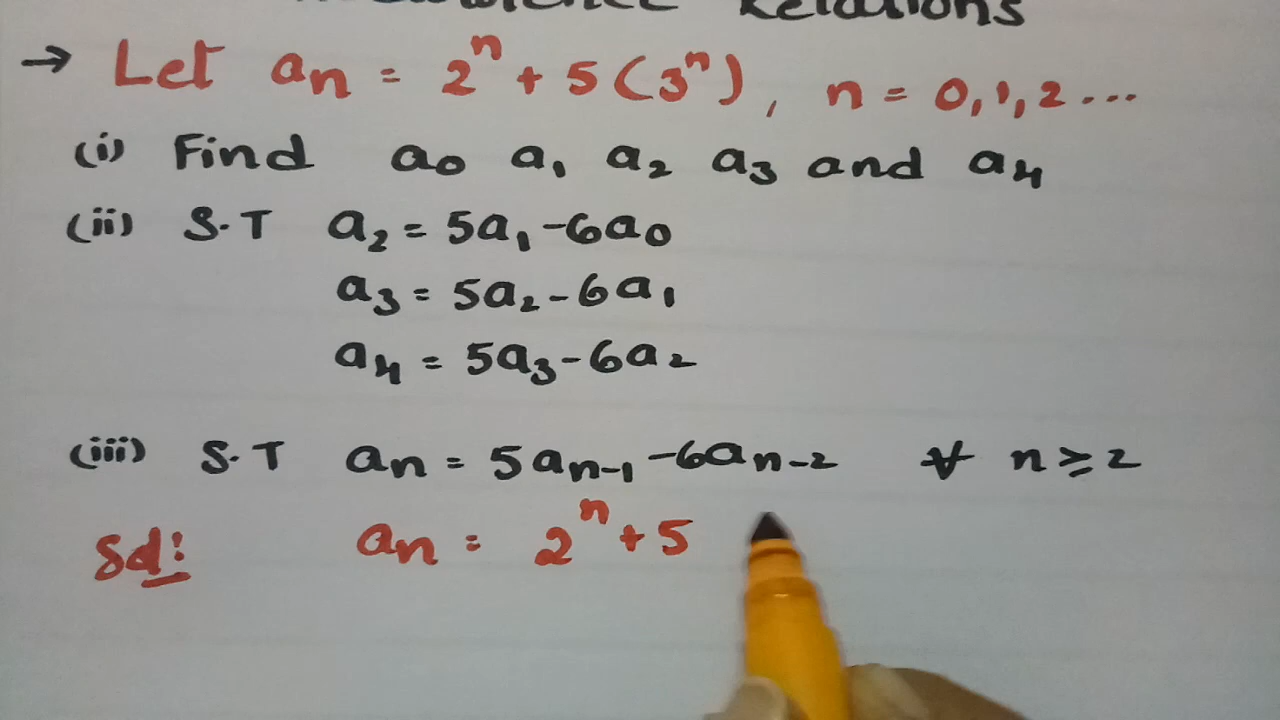 Relations
→ Let aₙ = 2ⁿ + 5(3ⁿ), n = 0, 1, 2 ...
(i) Find a₀ a₁ a₂ a₃ and a₄
(ii) S.T a₂ = 5a₁ - 6a₀
a₃ = 5a₂ - 6a₁
a₄ = 5a₃ - 6a₂
(iii) S.T aₙ = 5aₙ₋₁ - 6aₙ₋₂ ∀ n ≥ 2
Sol: aₙ = 2ⁿ + 5